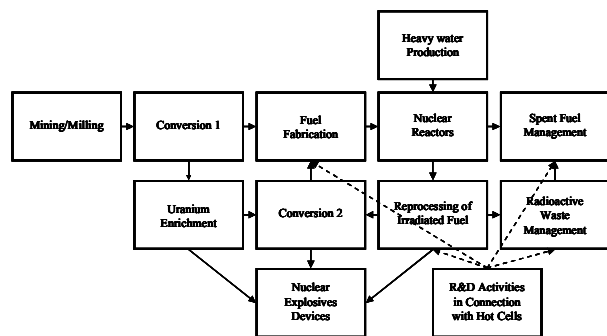 Heavy water
Production
Mining/Milling
Conversion 1
Fuel
Fabrication
Nuclear
Reactors
Spent Fuel
Management
Uranium
Enrichment
Conversion 2
Reprocessing of
Irradiated Fuel
Radioactive
Waste
Management
Nuclear
Explosives
Devices
R&D Activities
in Connection
with Hot Cells